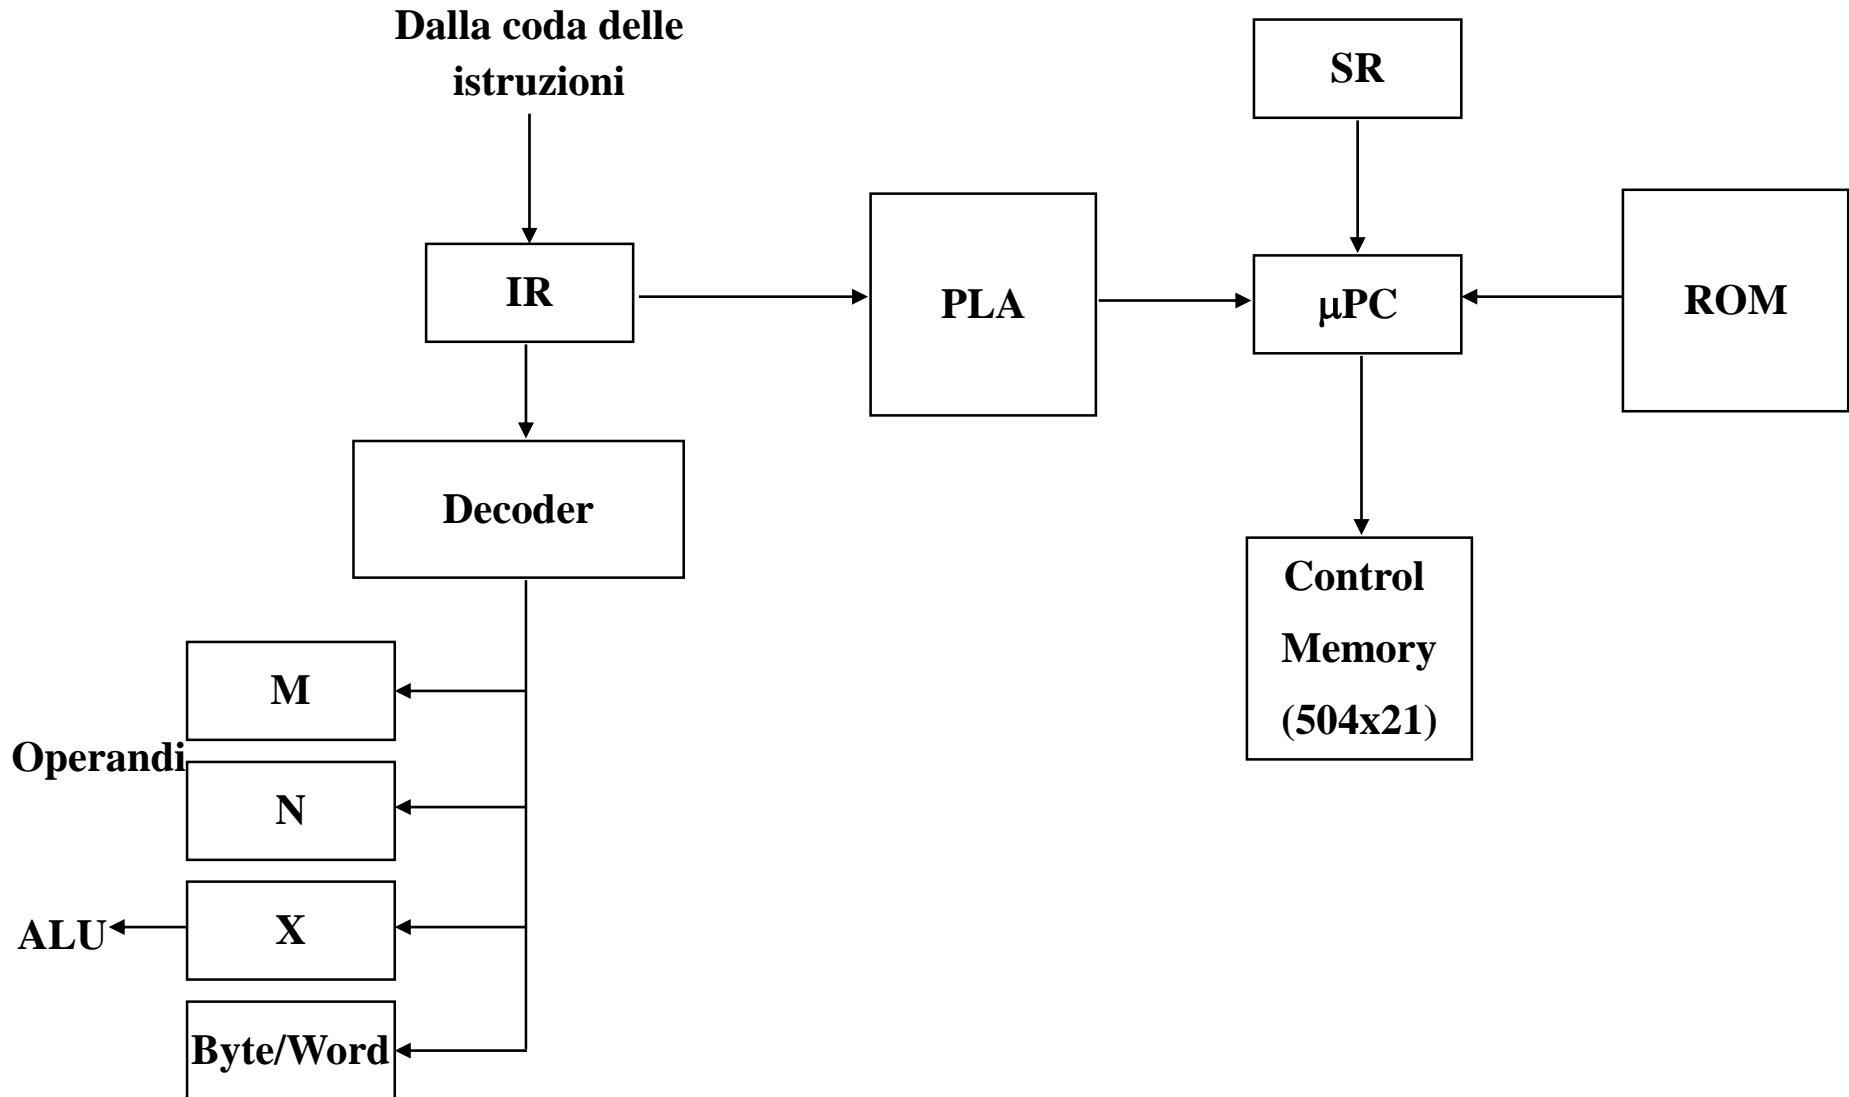 Dalla coda delle
istruzioni
SR
IR
PLA
μPC
ROM
Decoder
Control
Memory
(504x21)
M
Operandi
N
ALU
X
Byte/Word